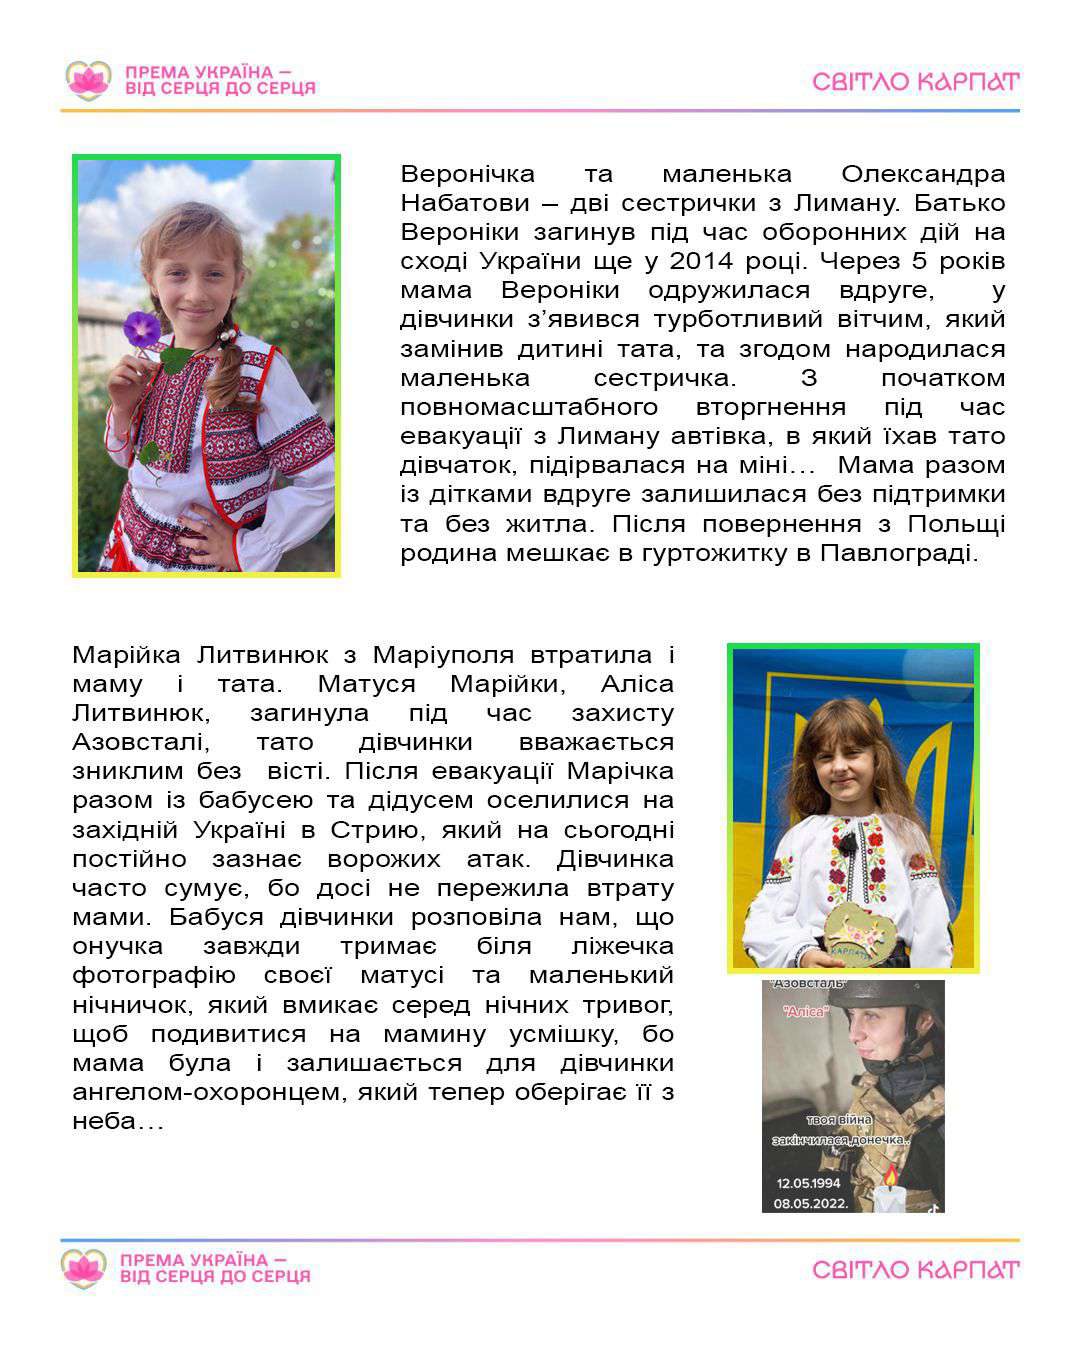 ПРЕМА УКРАЇНА –
ВІД СЕРЦЯ ДО СЕРЦЯ
СВІТЛО КАРПАТ
Веронічка та маленька Олександра
Набатови – дві сестрички з Лиману. Батько
Вероніки загинув під час оборонних дій на
сході України ще у 2014 році. Через 5 років
мама Вероніки одружилася вдруге, у
дівчинки з’явився турботливий вітчим, який
замінив дитині тата, та згодом народилася
маленька сестричка. З початком
повномасштабного вторгнення під час
евакуації з Лиману автівка, в який їхав тато
дівчаток, підірвалася на міні… Мама разом
із дітками вдруге залишилася без підтримки
та без житла. Після повернення з Польщі
родина мешкає в гуртожитку в Павлограді.
Марійка Литвинюк з Маріуполя втратила і
маму і тата. Матуся Марійки, Аліса
Литвинюк, загинула під час захисту
Азовсталі, тато дівчинки вважається
зниклим без вісті. Після евакуації Марічка
разом із бабусею та дідусем оселилися на
західній Україні в Стрию, який на сьогодні
постійно зазнає ворожих атак. Дівчинка
часто сумує, бо досі не пережила втрату
мами. Бабуся дівчинки розповіла нам, що
онучка завжди тримає біля ліжечка
фотографію своєї матусі та маленький
нічничок, який вмикає серед нічних тривог,
щоб подивитися на мамину усмішку, бо
мама була і залишається для дівчинки
ангелом-охоронцем, який тепер оберігає її з
неба…
КАРПАТИ
"Азовсталь"
"Аліса"
твоя війна
закінчилася,донечка..
12.05.1994
08.05.2022.
ПРЕМА УКРАЇНА –
ВІД СЕРЦЯ ДО СЕРЦЯ
СВІТЛО КАРПАТ